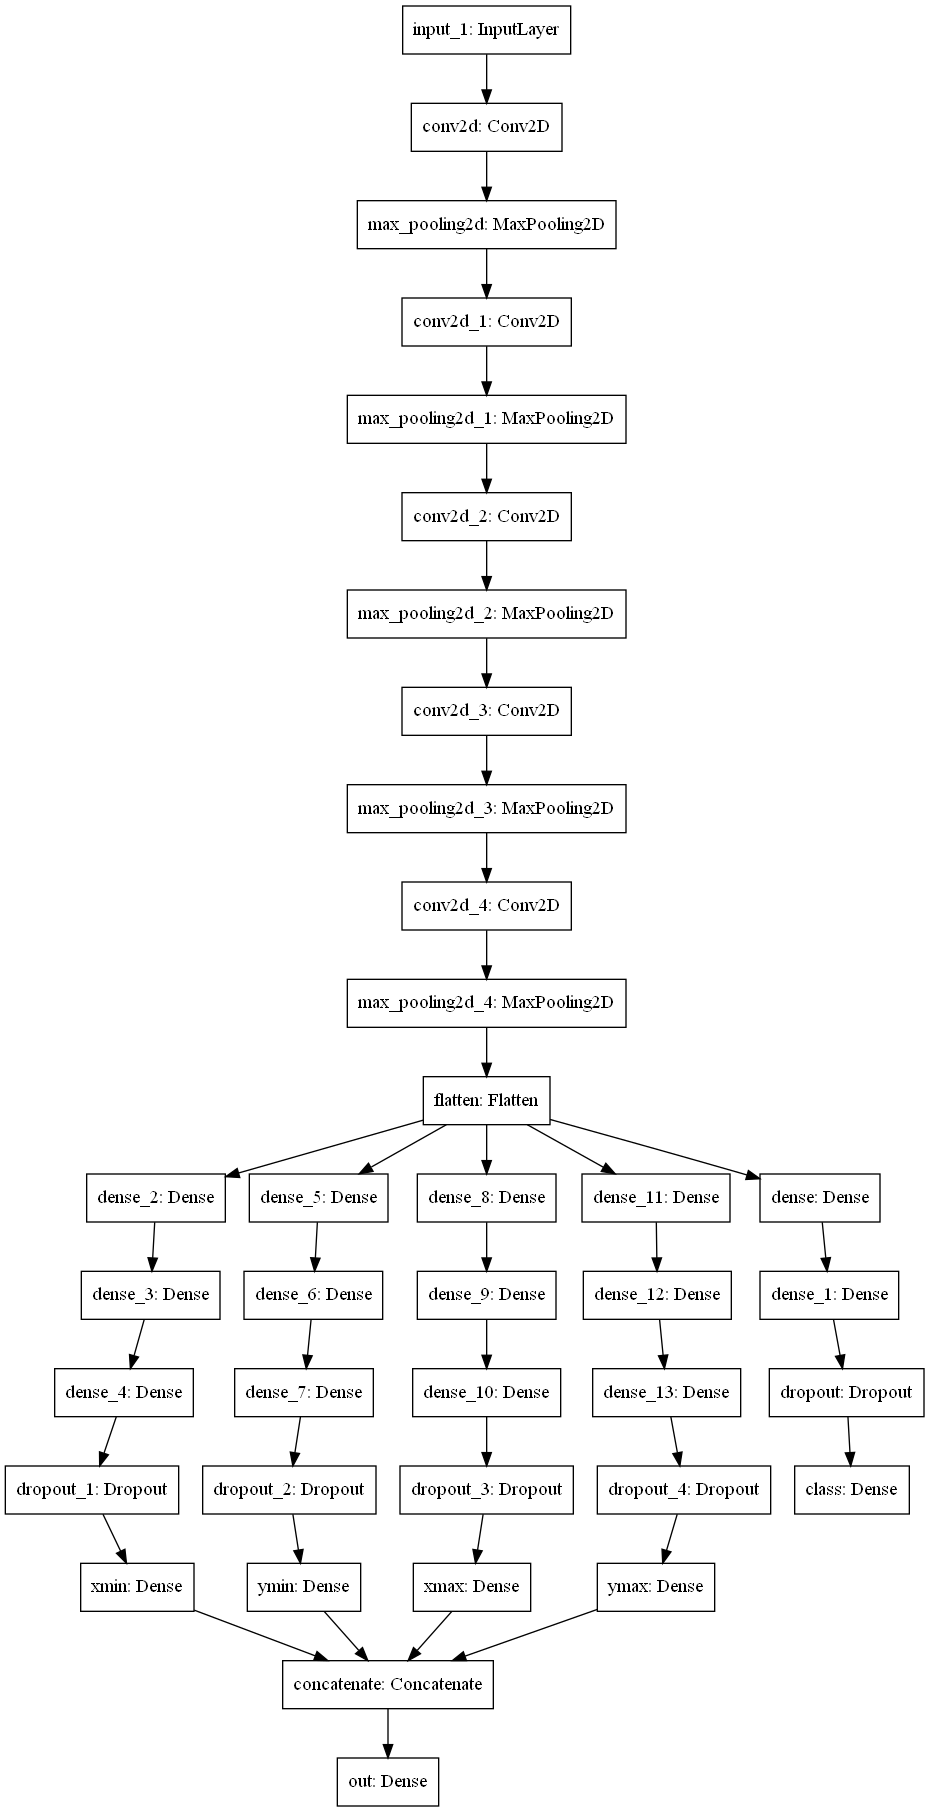 input_1: InputLayer
conv2d: Conv2D
max_pooling2d: MaxPooling2D
conv2d_1: Conv2D
max_pooling2d_1: MaxPooling2D
conv2d_2: Conv2D
max_pooling2d_2: MaxPooling2D
conv2d_3: Conv2D
max_pooling2d_3: MaxPooling2D
conv2d_4: Conv2D
max_pooling2d_4: MaxPooling2D
flatten: Flatten
dense_2: Dense
dense_5: Dense
dense_8: Dense
dense_11: Dense
dense: Dense
dense_3: Dense
dense_6: Dense
dense_9: Dense
dense_12: Dense
dense_1: Dense
dense_4: Dense
dense_7: Dense
dense_10: Dense
dense_13: Dense
dropout: Dropout
dropout_1: Dropout
dropout_2: Dropout
dropout_3: Dropout
dropout_4: Dropout
class: Dense
xmin: Dense
ymin: Dense
xmax: Dense
ymax: Dense
concatenate: Concatenate
out: Dense